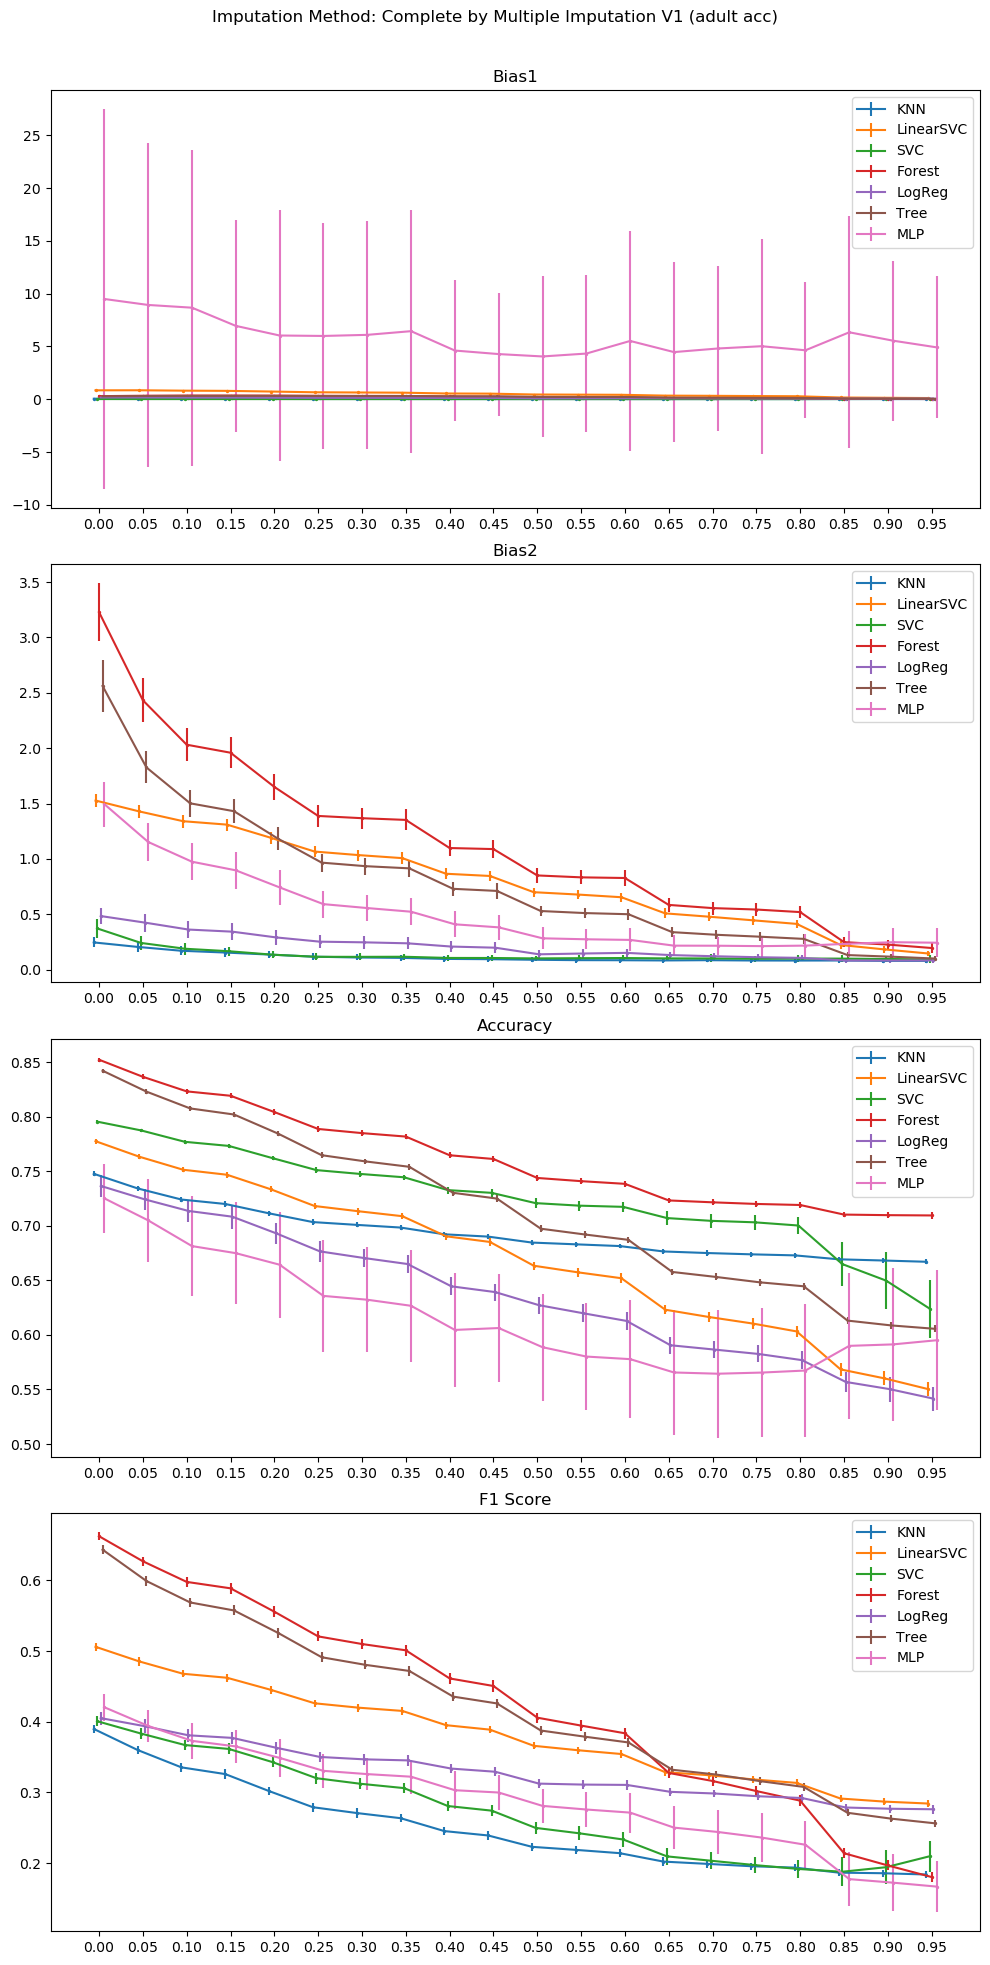 Imputation Method: Complete by Multiple Imputation V1 (adult acc)
Bias1
25
20
15
10
5
0
−5
−10
KNN
LinearSVC
SVC
Forest
LogReg
Tree
MLP
0.00 0.05 0.10 0.15 0.20 0.25 0.30 0.35 0.40 0.45 0.50 0.55 0.60 0.65 0.70 0.75 0.80 0.85 0.90 0.95
Bias2
3.5
3.0
2.5
2.0
1.5
1.0
0.5
0.0
KNN
LinearSVC
SVC
Forest
LogReg
Tree
MLP
0.00 0.05 0.10 0.15 0.20 0.25 0.30 0.35 0.40 0.45 0.50 0.55 0.60 0.65 0.70 0.75 0.80 0.85 0.90 0.95
Accuracy
0.85
0.80
0.75
0.70
0.65
0.60
0.55
0.50
KNN
LinearSVC
SVC
Forest
LogReg
Tree
MLP
0.00 0.05 0.10 0.15 0.20 0.25 0.30 0.35 0.40 0.45 0.50 0.55 0.60 0.65 0.70 0.75 0.80 0.85 0.90 0.95
F1 Score
0.6
0.5
0.4
0.3
0.2
KNN
LinearSVC
SVC
Forest
LogReg
Tree
MLP
0.00 0.05 0.10 0.15 0.20 0.25 0.30 0.35 0.40 0.45 0.50 0.55 0.60 0.65 0.70 0.75 0.80 0.85 0.90 0.95